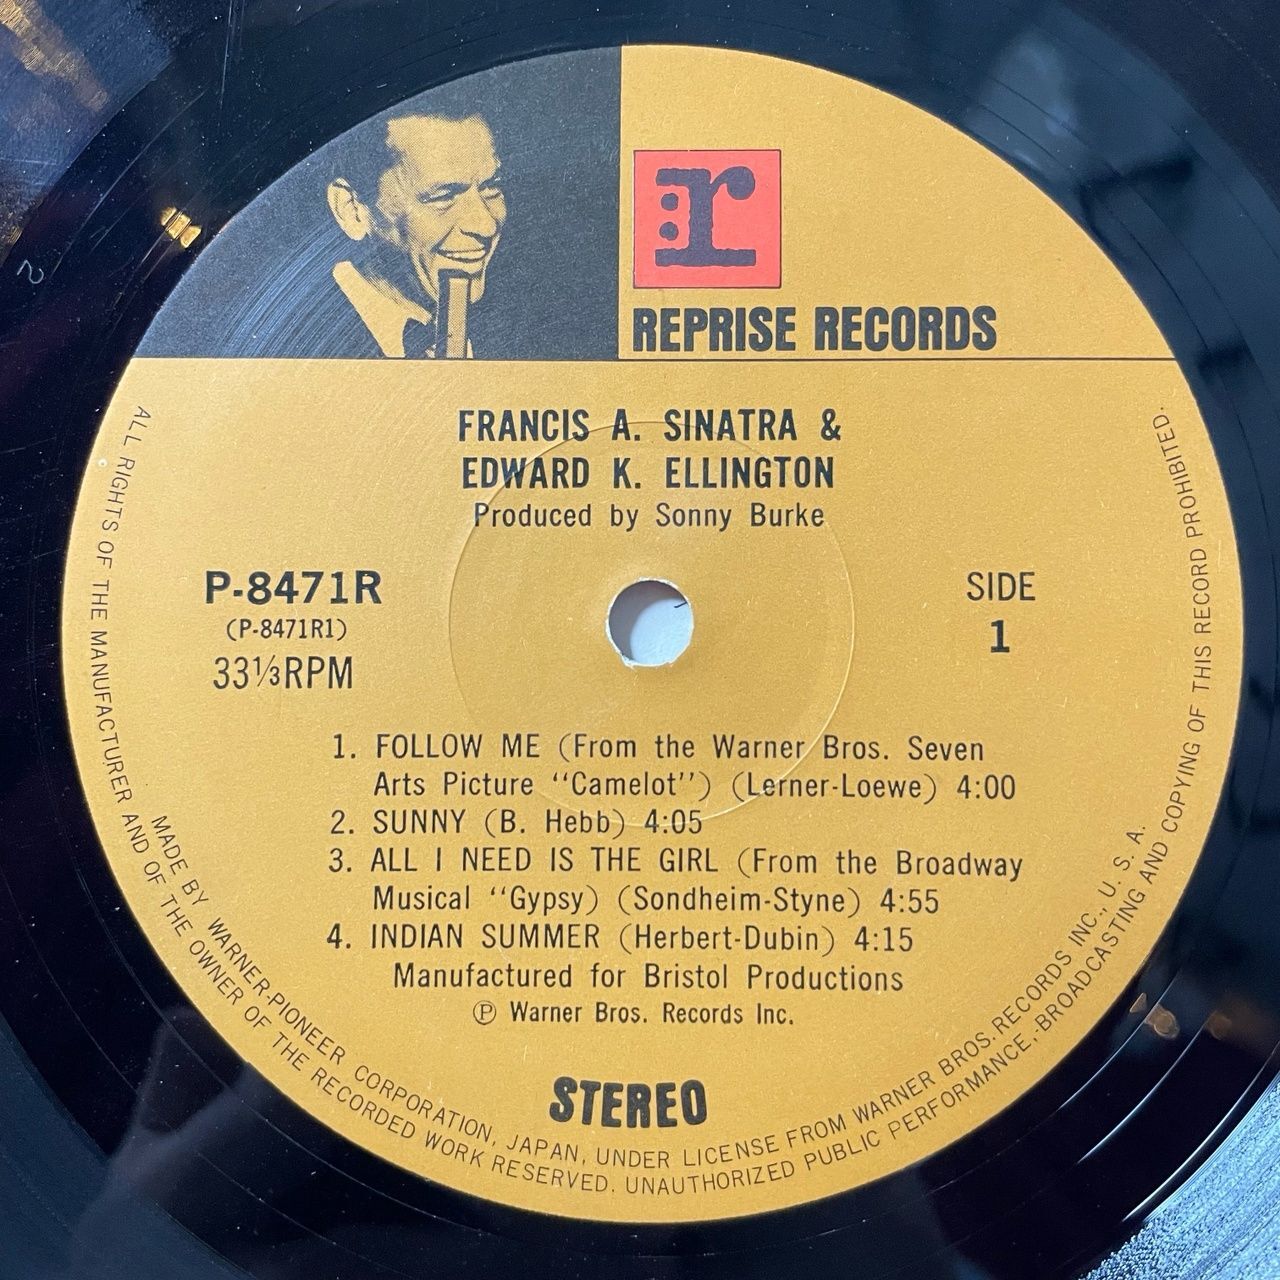 :r
REPRISE RECORDS
FRANCIS A. SINATRA &
EDWARD K. ELLINGTON
Produced by Sonny Burke
P-8471R
(P-8471R1)
33⅓RPM
SIDE
1
1. FOLLOW ME (From the Warner Bros. Seven
Arts Picture “Camelot”) (Lerner-Loewe) 4:00
2. SUNNY (B. Hebb) 4:05
3. ALL I NEED IS THE GIRL (From the Broadway
Musical “Gypsy) (Sondheim-Styne) 4:55
4. INDIAN SUMMER (Herbert-Dubin) 4:15
Manufactured for Bristol Productions
℗ Warner Bros. Records Inc.
STEREO
MADE BY WARNER-PIONEER CORPORATION, JAPAN, UNDER LICENSE FROM WARNER BROS. RECORDS INC., U. S. A.
ALL RIGHTS OF THE MANUFACTURER AND OF THE OWNER OF THE RECORDED WORK RESERVED. UNAUTHORIZED PUBLIC PERFORMANCE, BROADCASTING AND COPYING OF THIS RECORD PROHIBITED.
2